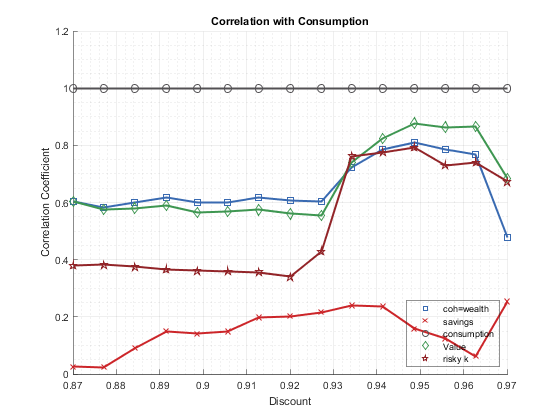 Correlation with Consumption
1.2
1
0.8
0.6
0.4
0.2
0
Correlation Coefficient
coh=wealth
savings
consumption
Value
risky k
0.87 0.88 0.89 0.9 0.91 0.92 0.93 0.94 0.95 0.96 0.97
Discount